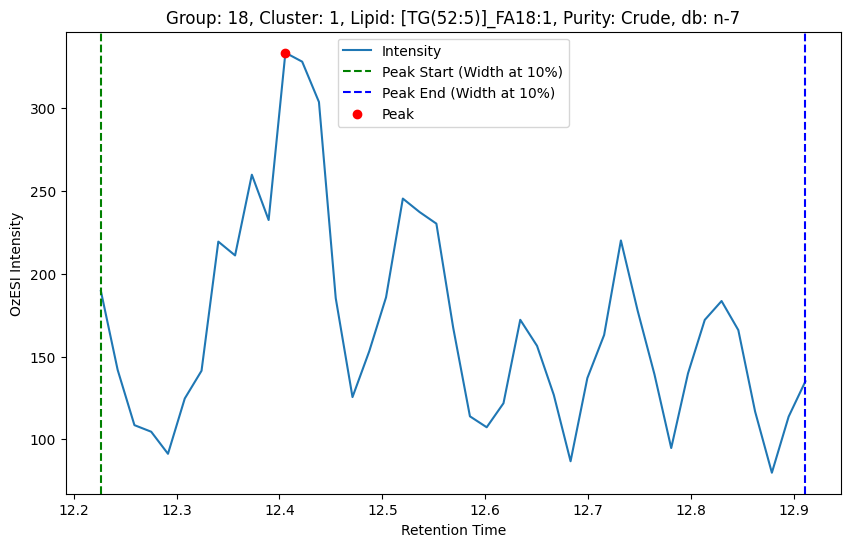 Group: 18, Cluster: 1, Lipid: [TG(52:5)]_FA18:1, Purity: Crude, db: n-7
Intensity
Peak Start (Width at 10%)
Peak End (Width at 10%)
Peak
OzESI Intensity
300
250
200
150
100
12.2 12.3 12.4 12.5 12.6 12.7 12.8 12.9
Retention Time